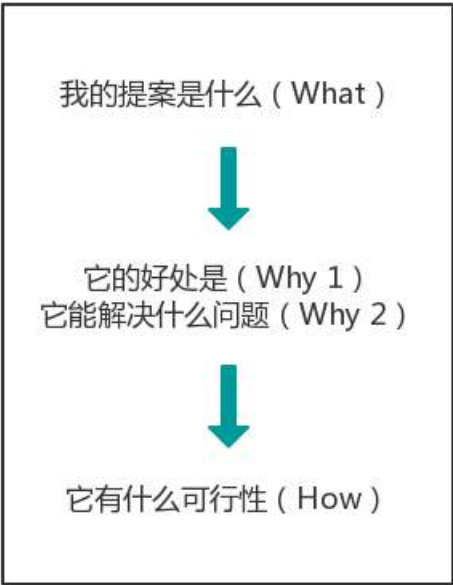 我的提案是什么（What）
它的好处是（Why 1）
它能解决什么问题（Why 2）
它有什么可行性（How）